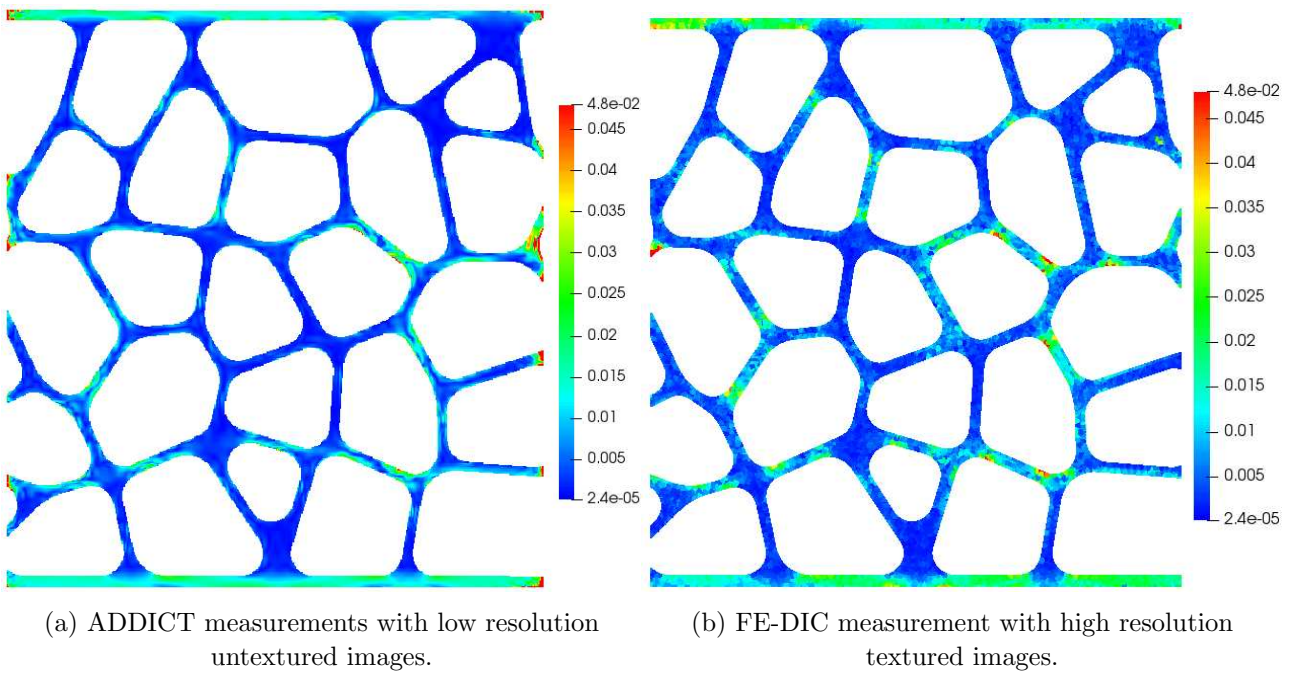 4.8e-02
0.045
0.04
0.035
0.03
0.025
0.02
0.015
0.01
0.005
2.4e-05
4.8e-02
0.045
0.04
0.035
0.03
0.025
0.02
0.015
0.01
0.005
2.4e-05
(a) ADDICT measurements with low resolution
untextured images.
(b) FE-DIC measurement with high resolution
textured images.